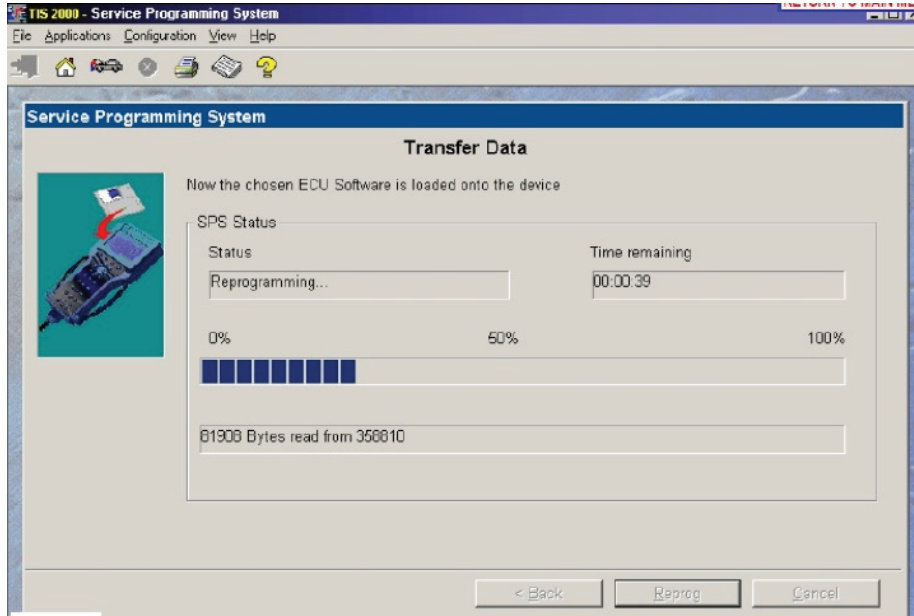 TIS 2000 - Service Programming System
File Applications Configuration View Help
Service Programming System
Transfer Data
Now the chosen ECU Software is loaded onto the device
SPS Status
Status Time remaining
Reprogramming... 00:00:39
0% 50% 100%
81908 Bytes read from 358810
< Back Reprog Cancel